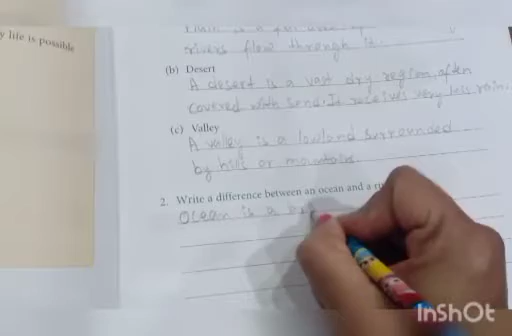 y life is possible
rivers flow through it.
(b) Desert
A desert is a vast dry region, often
covered with sand. It receives very less rain.
(c) Valley
A valley is a lowland surrounded
by hills or mountains.
2. Write a difference between an ocean and a
Ocean is a
InShOt